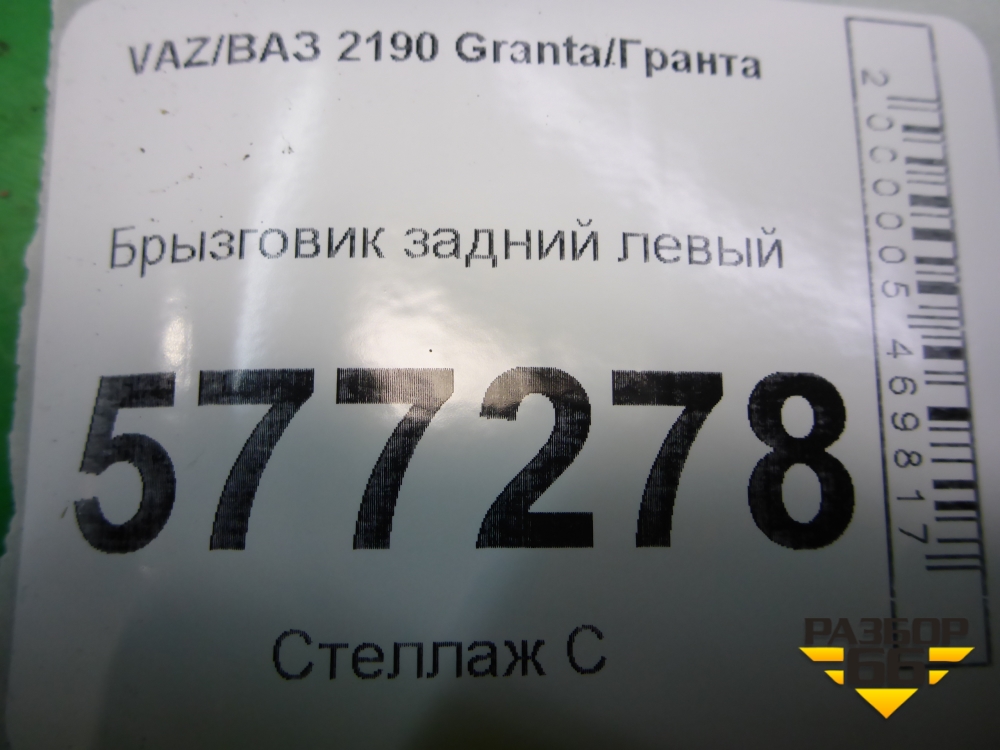 VAZ/ВАЗ 2190 Granta/Гранта
Брызговик задний левый
577278
Стеллаж С
2000005469817
РАЗБОР
66